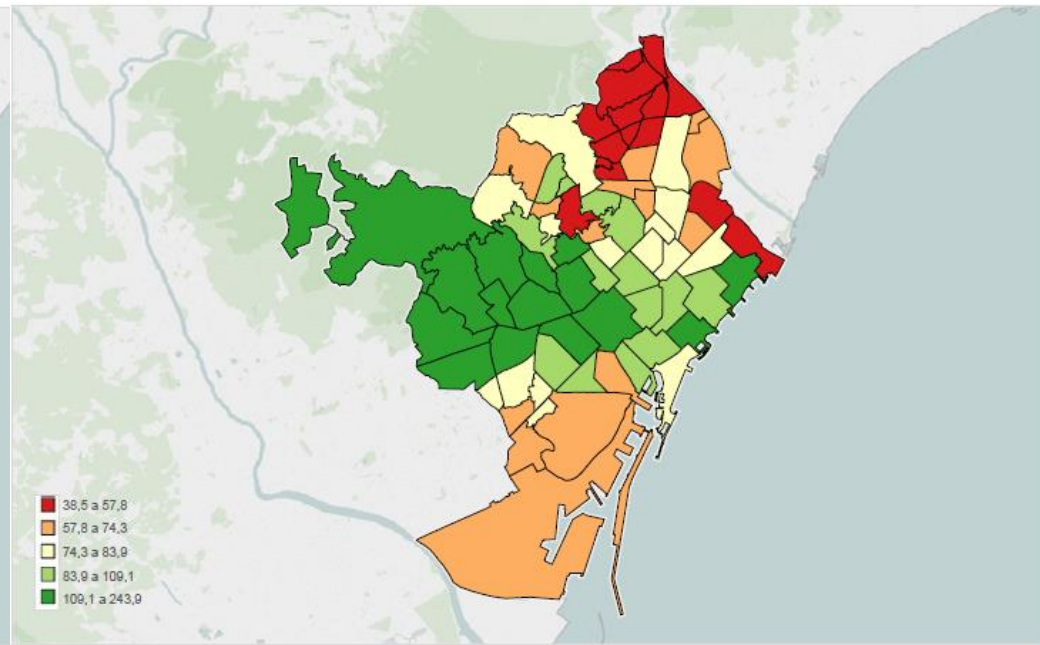 38,5 a 57,8
57,8 a 74,3
74,3 a 83,9
83,9 a 109,1
109,1 a 243,9